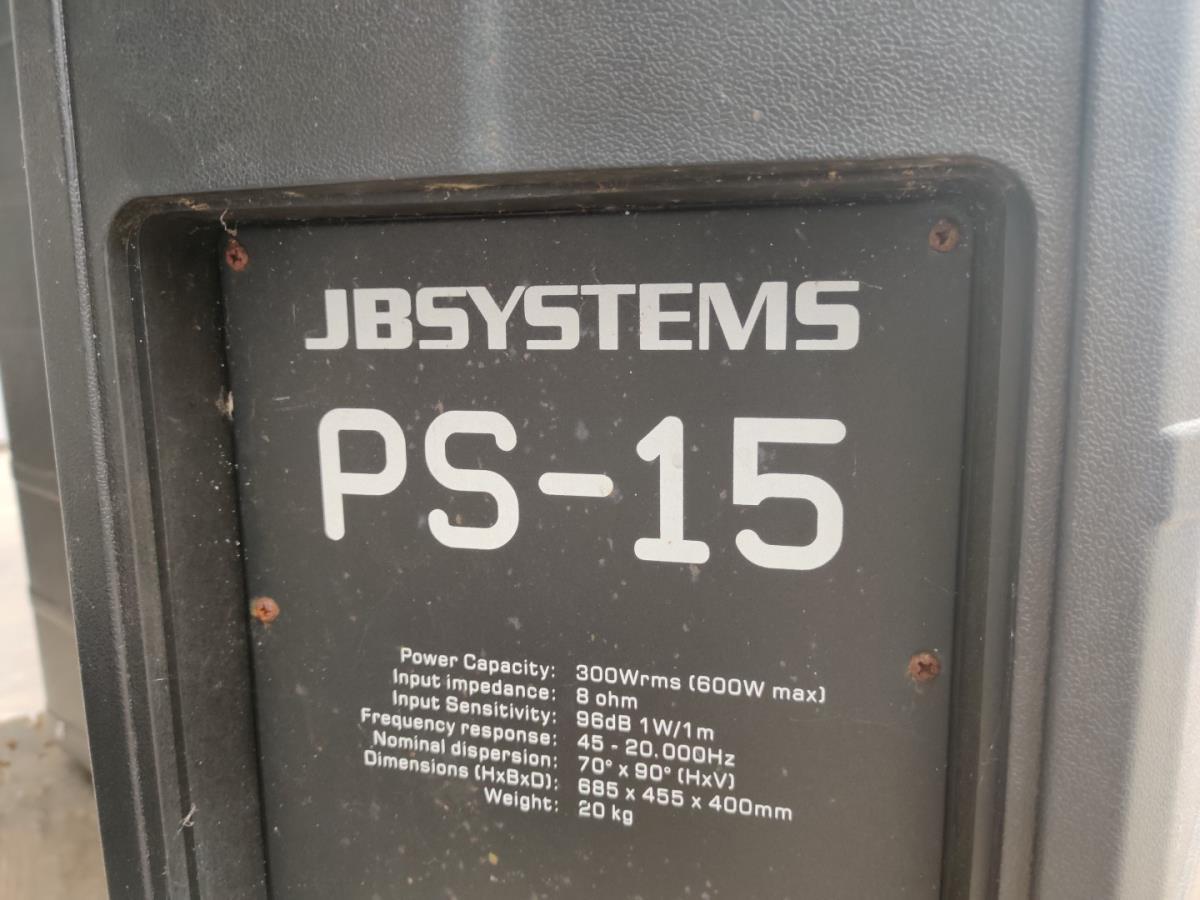 JBSYSTEMS
PS-15
Power Capacity: 300Wrms (600W max)
Input impedance: 8 ohm
Input Sensitivity: 96dB 1W/1m
Frequency response: 45 - 20.000Hz
Nominal dispersion: 70° x 90° (HxV)
Dimensions (HxBxD): 685 x 455 x 400mm
Weight: 20 kg